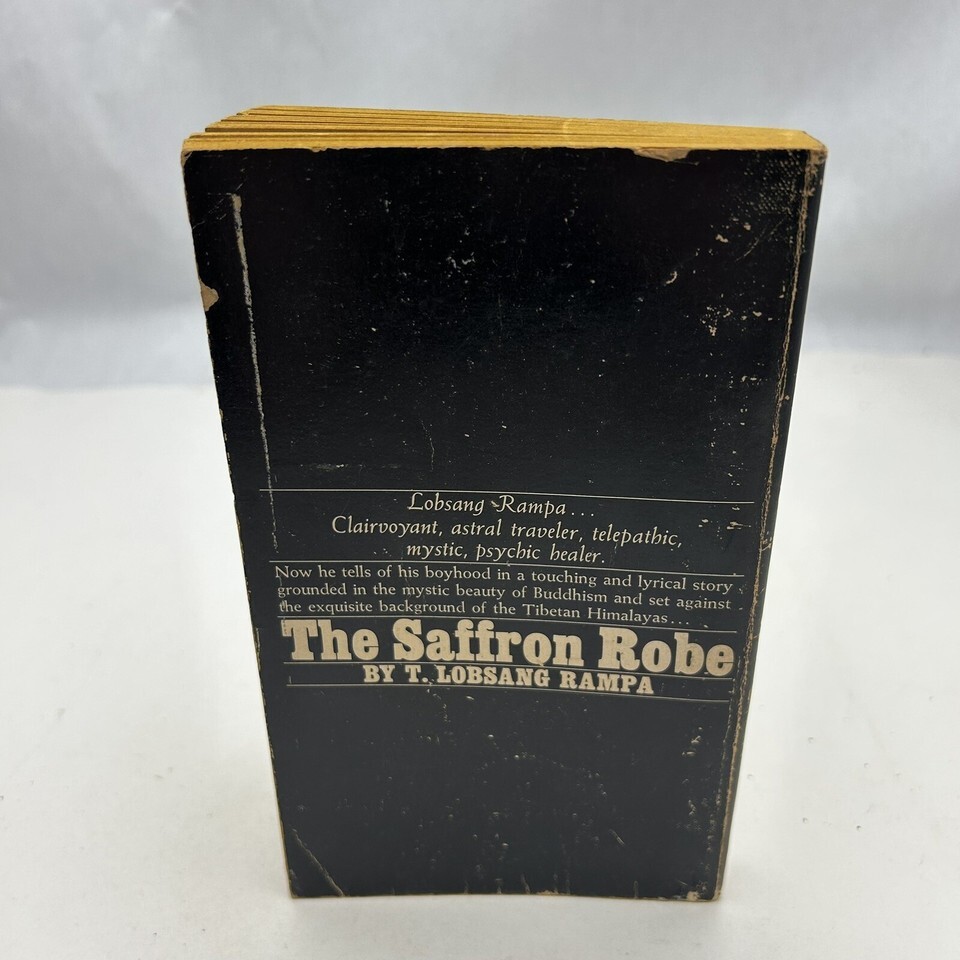 Lobsang Rampa...
Clairvoyant, astral traveler, telepathic,
mystic, psychic healer.
Now he tells of his boyhood in a touching and lyrical story
grounded in the mystic beauty of Buddhism and set against
the exquisite background of the Tibetan Himalayas...
The Saffron Robe
BY T. LOBSANG RAMPA